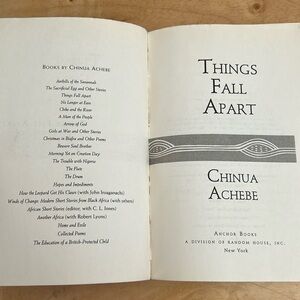 BOOKS BY CHINUA ACHEBE
Anthills of the Savannah
The Sacrificial Egg and Other Stories
Things Fall Apart
No Longer at Ease
Chike and the River
A Man of the People
Arrow of God
Girls at War and Other Stories
Christmas in Biafra and Other Poems
Beware Soul Brother
Morning Yet on Creation Day
The Trouble with Nigeria
The Flute
The Drum
Hopes and Impediments
How the Leopard Got His Claws (with John Iroaganachi)
Winds of Change: Modern Short Stories from Black Africa (with others)
African Short Stories (editor, with C. L. Innes)
Another Africa (with Robert Lyons)
Home and Exile
Collected Poems
The Education of a British-Protected Child
THINGS
FALL
APART
CHINUA
ACHEBE
ANCHOR BOOKS
A DIVISION OF RANDOM HOUSE, INC.
New York